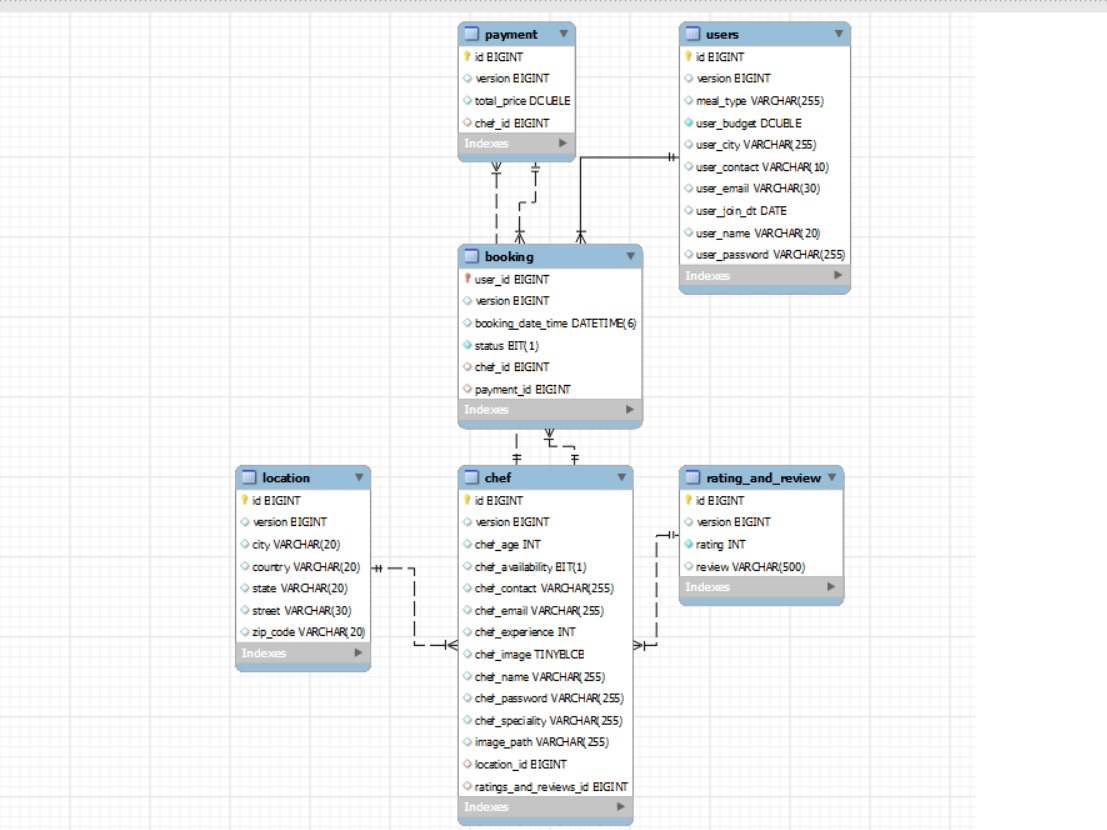 payment
id BIGINT
version BIGINT
total_price DOUBLE
chef_id BIGINT
Indexes
users
id BIGINT
version BIGINT
meal_type VARCHAR(255)
user_budget DOUBLE
user_city VARCHAR(255)
user_contact VARCHAR(10)
user_email VARCHAR(30)
user_join_dt DATE
user_name VARCHAR(20)
user_password VARCHAR(255)
Indexes
booking
user_id BIGINT
version BIGINT
booking_date_time DATETIME(6)
status BIT(1)
chef_id BIGINT
payment_id BIGINT
Indexes
location
id BIGINT
version BIGINT
city VARCHAR(20)
country VARCHAR(20)
state VARCHAR(20)
street VARCHAR(30)
zip_code VARCHAR(20)
Indexes
chef
id BIGINT
version BIGINT
chef_age INT
chef_availability BIT(1)
chef_contact VARCHAR(255)
chef_email VARCHAR(255)
chef_experience INT
chef_image TINYBLOB
chef_name VARCHAR(255)
chef_password VARCHAR(255)
chef_speciality VARCHAR(255)
image_path VARCHAR(255)
location_id BIGINT
ratings_and_reviews_id BIGINT
Indexes
rating_and_review
id BIGINT
version BIGINT
rating INT
review VARCHAR(500)
Indexes